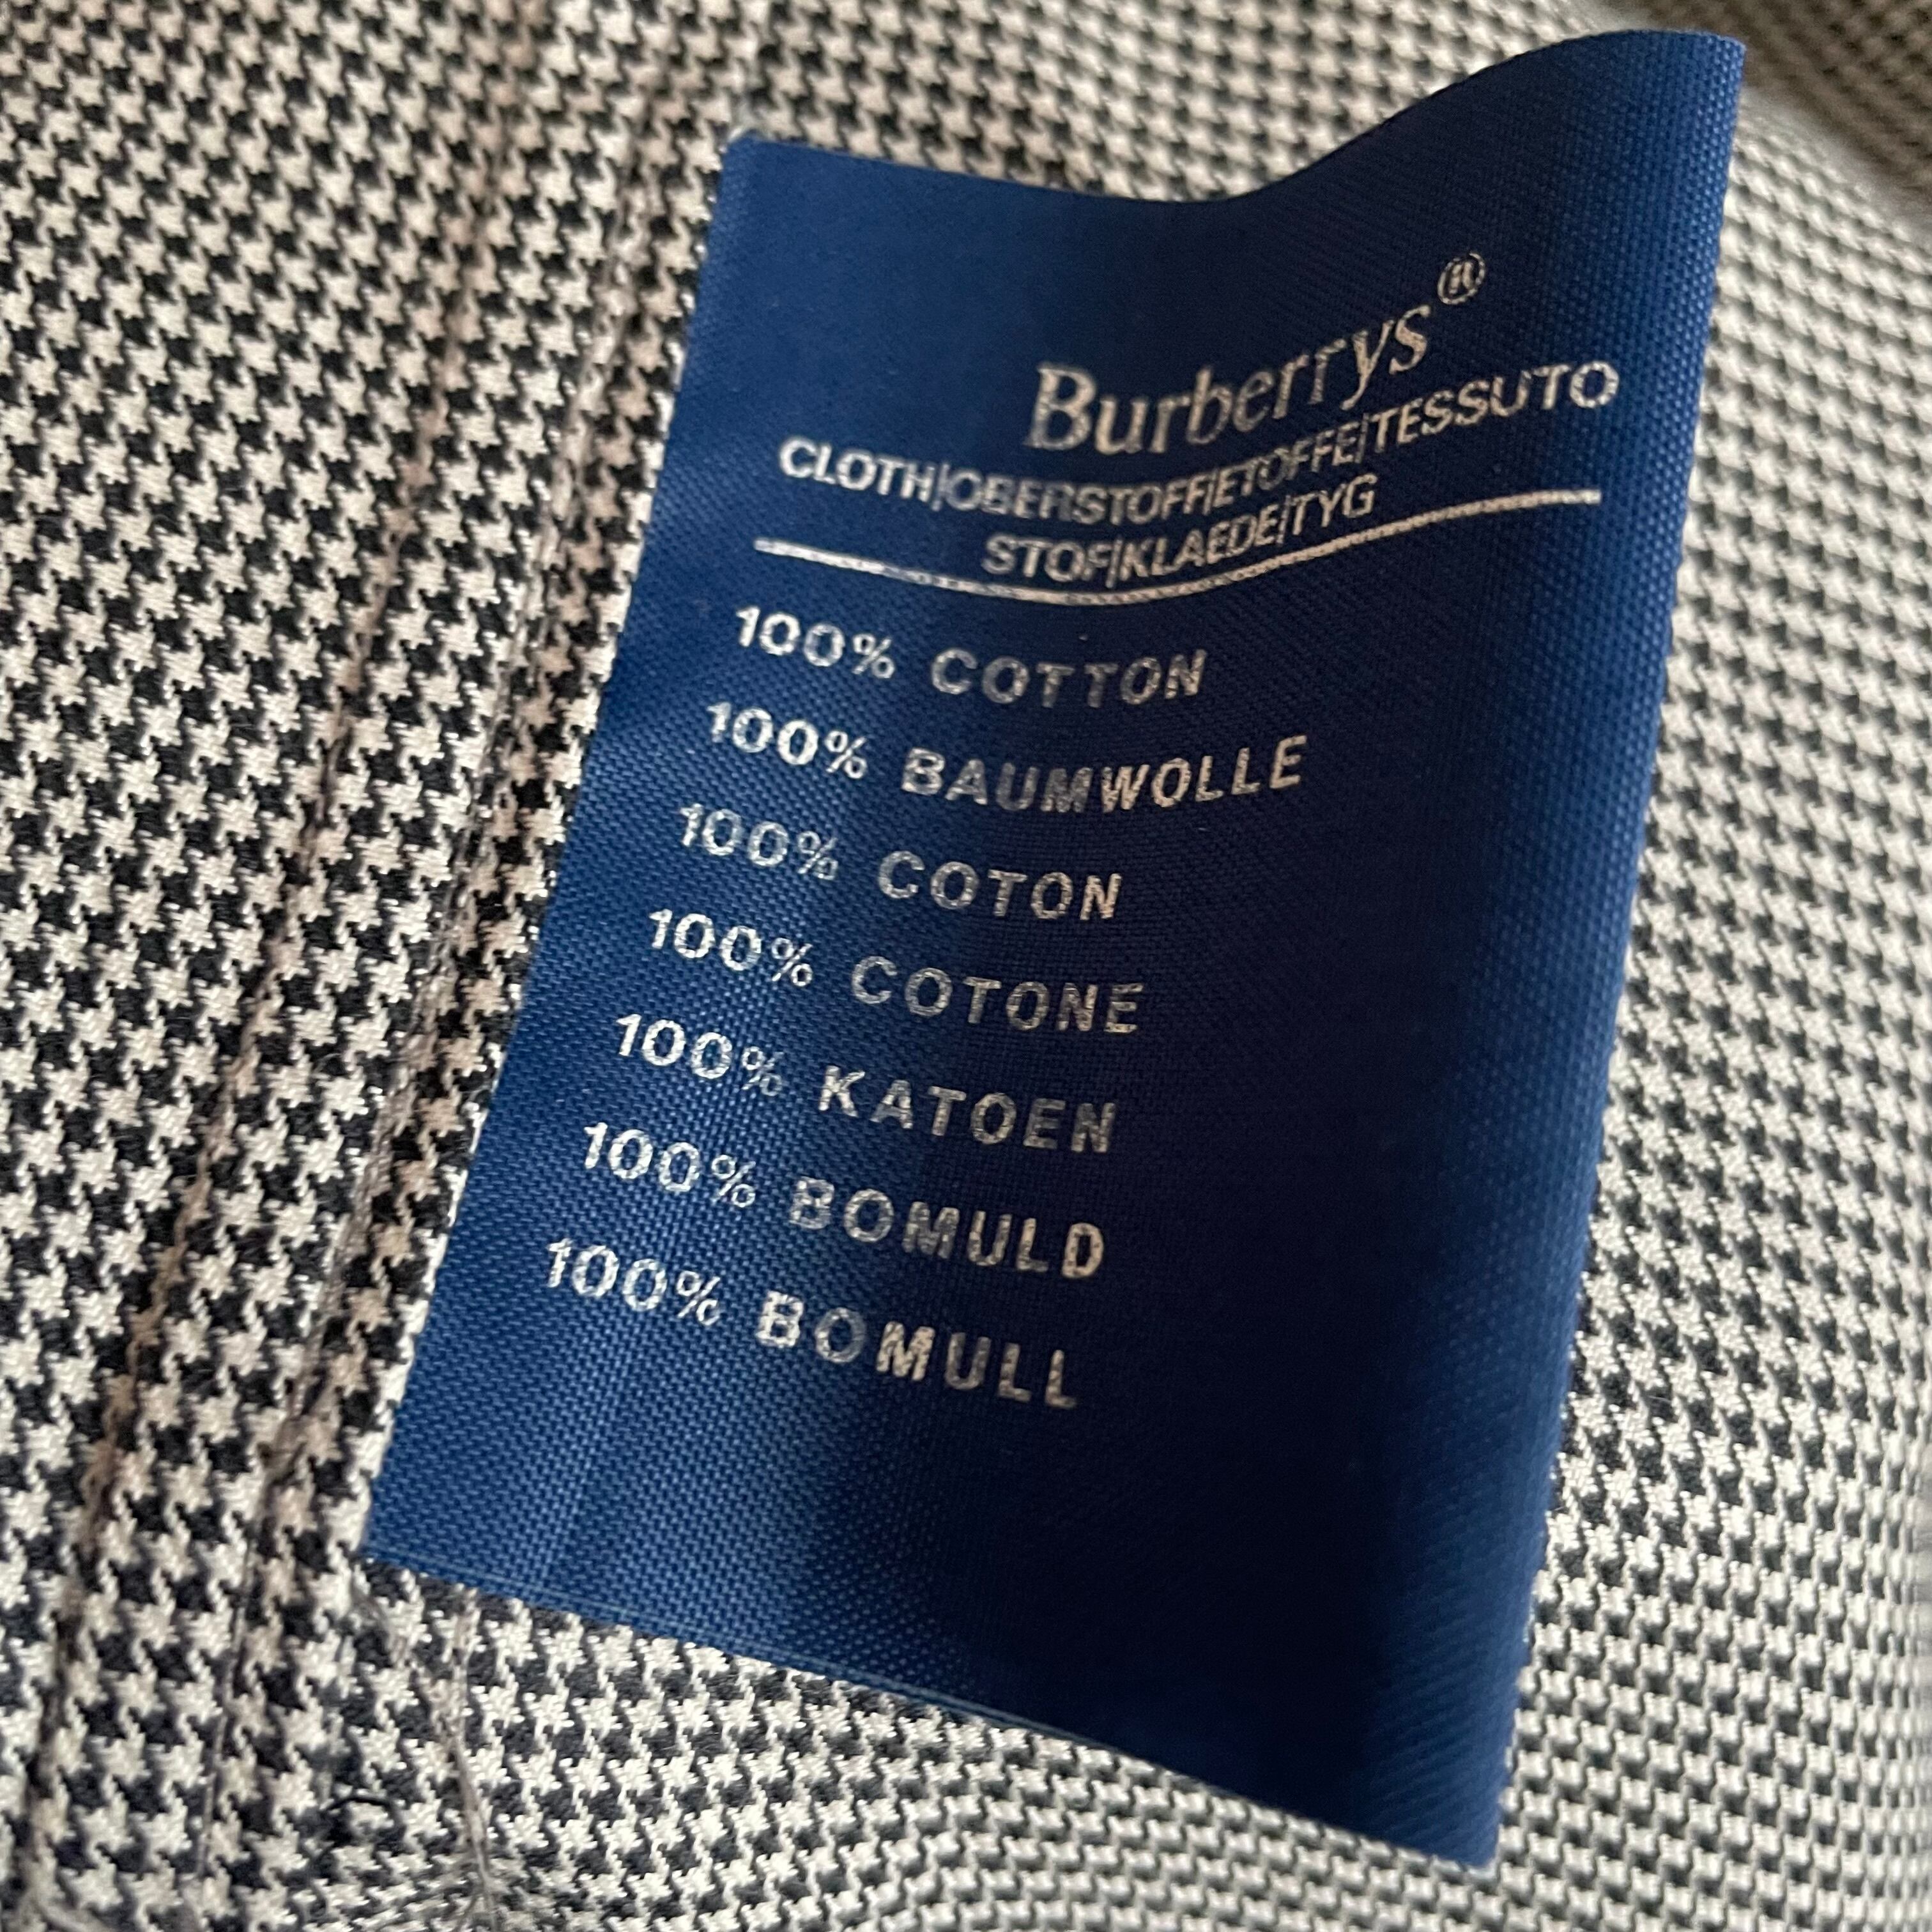 Burberrys®
CLOTH/OBERSTOFF/ETOFFE/TESSUTO
STOF/KLAEDE/TYG
100% COTTON
100% BAUMWOLLE
100% COTON
100% COTONE
100% KATOEN
100% BOMULD
100% BOMULL